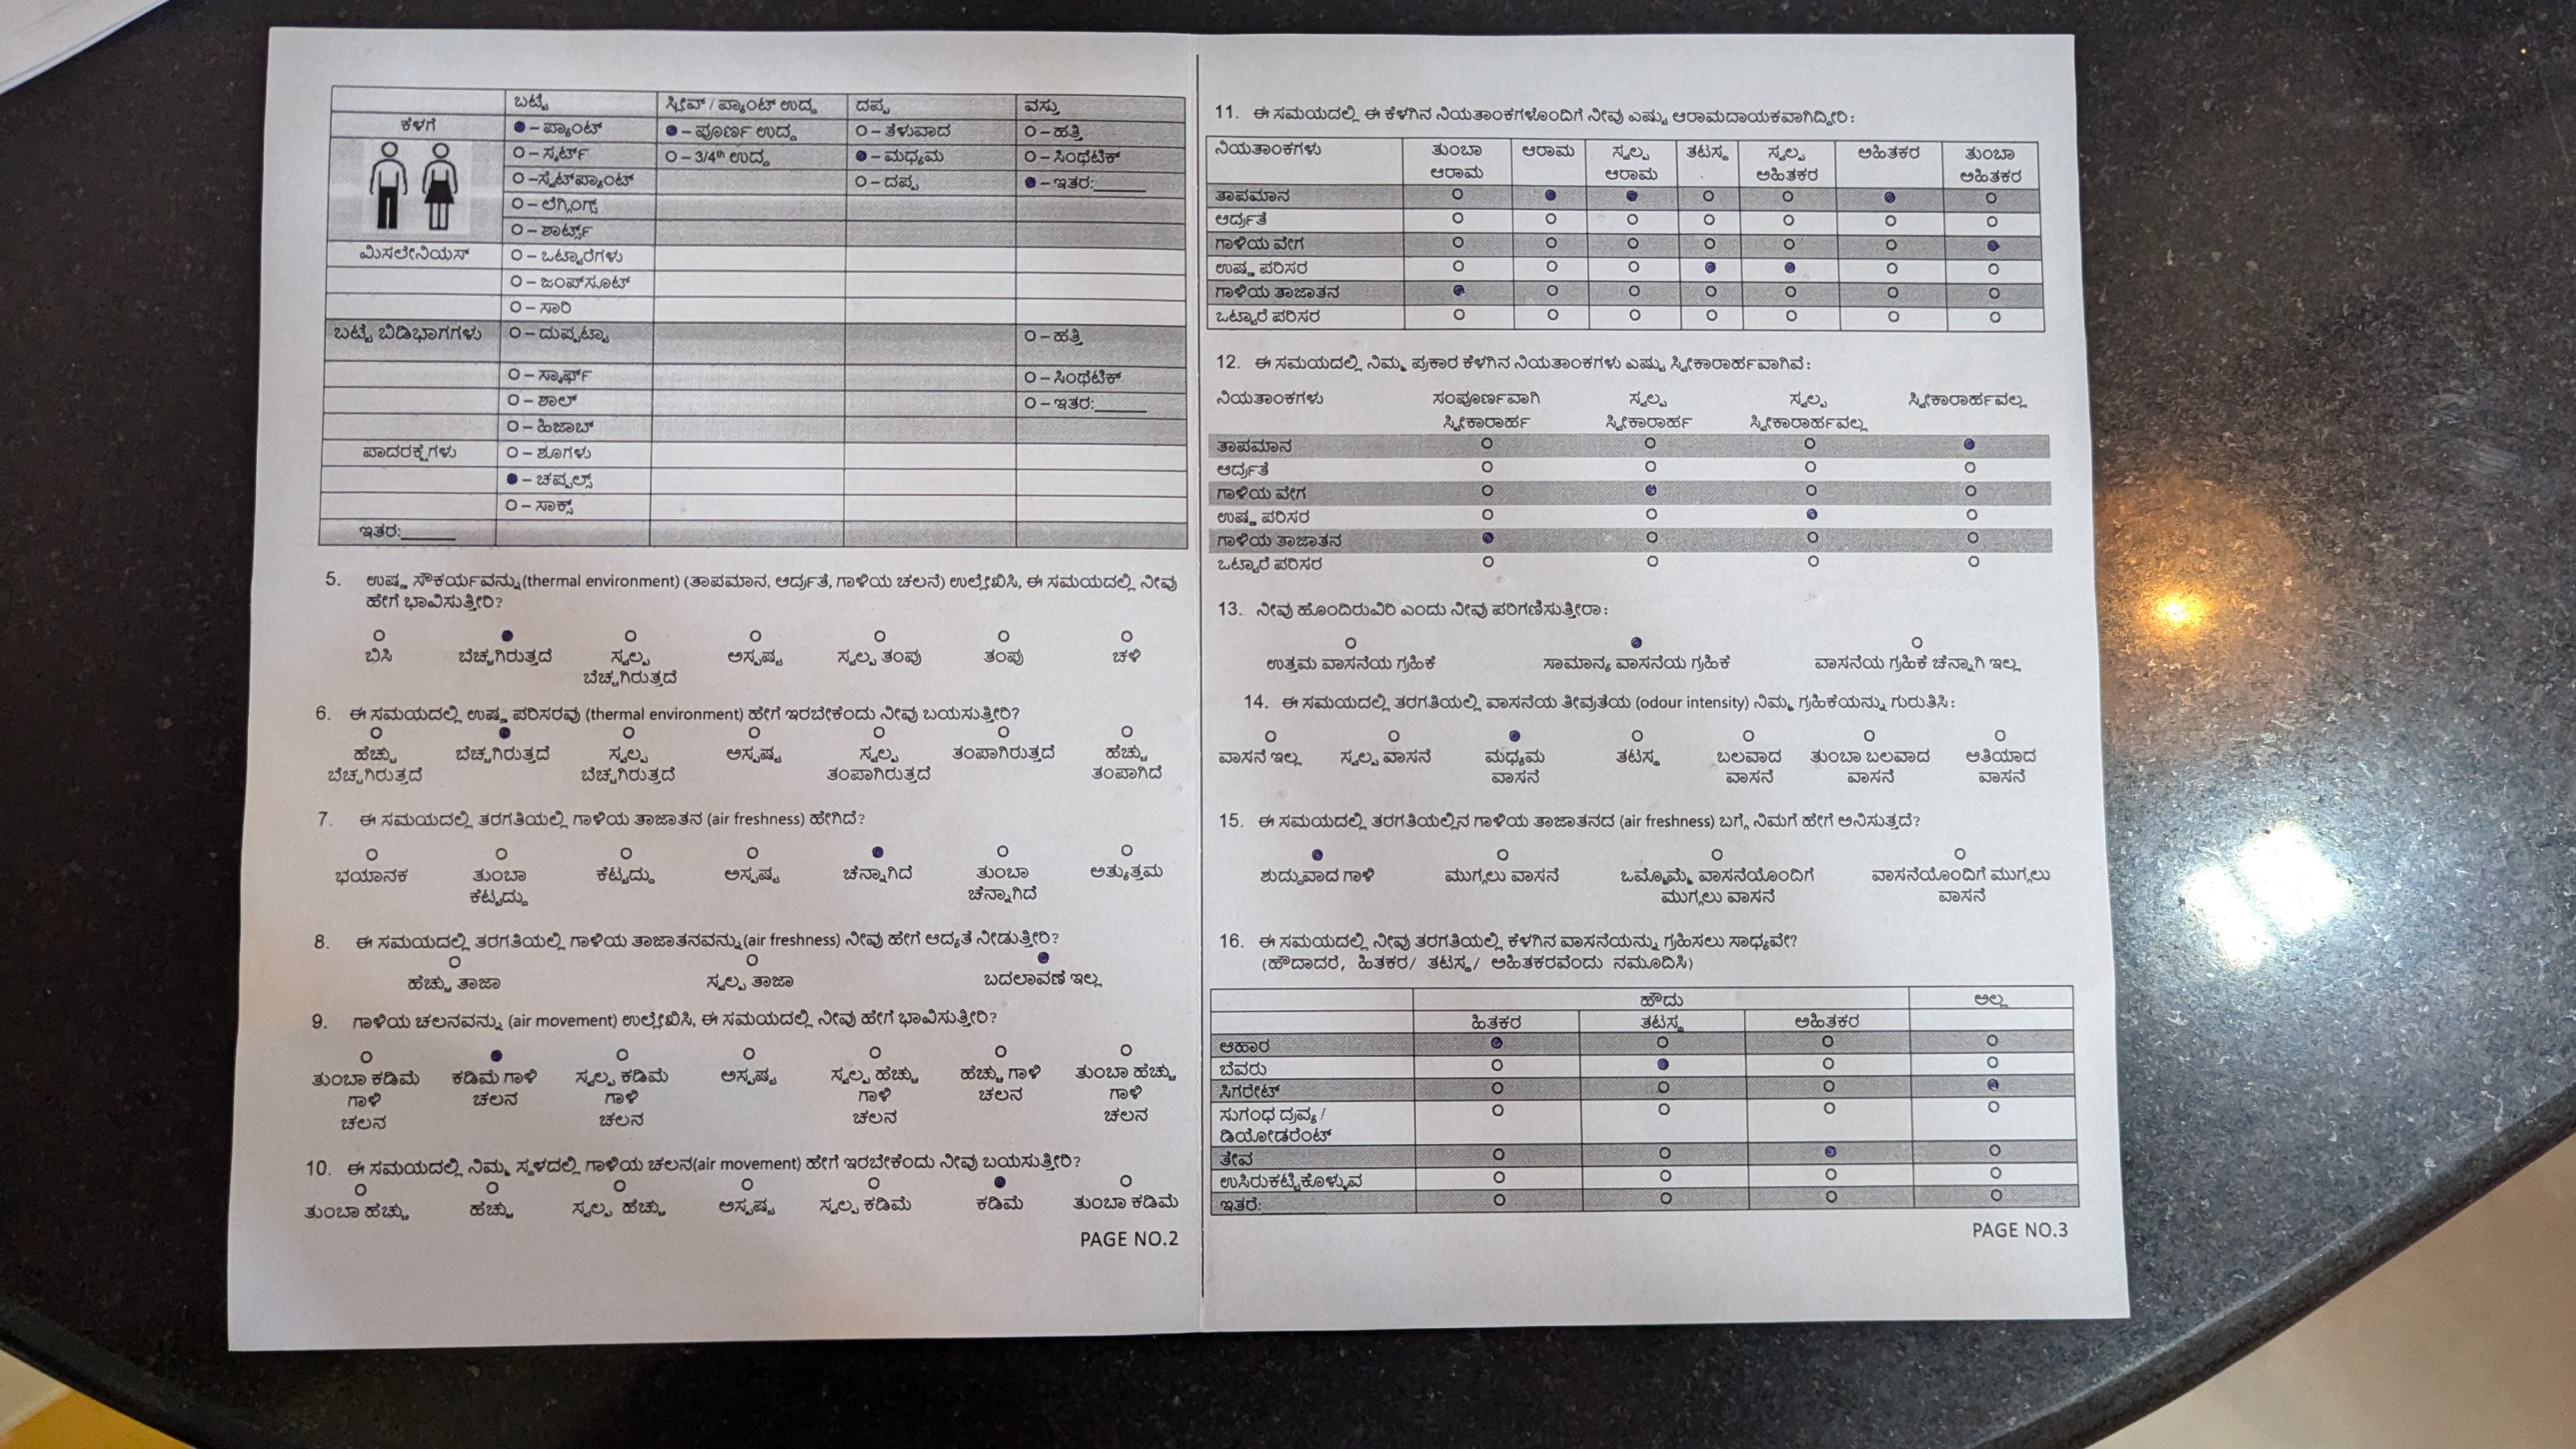 ಬಟ್ಟೆ ಸ್ಲೀವ್ / ಪ್ಯಾಂಟ್ ಉದ್ದ ದಪ್ಪ ವಸ್ತು
ಕೆಳಗೆ ●– ಪ್ಯಾಂಟ್ ●– ಪೂರ್ಣ ಉದ್ದ O – ತೆಳುವಾದ O – ಹತ್ತಿ
O – ಸ್ಕರ್ಟ್ O – 3/4th ಉದ್ದ ●– ಮಧ್ಯಮ O – ಸಿಂಥೆಟಿಕ್
O –ಸ್ವೆಟ್‌ಪ್ಯಾಂಟ್ O – ದಪ್ಪ ●– ಇತರ:______
O – ಲೆಗ್ಗಿಂಗ್ಸ್
O – ಶಾರ್ಟ್ಸ್
ಮಿಸಲೇನಿಯಸ್ O – ಒಟ್ಟಾರೆಗಳು
O – ಜಂಪ್‌ಸೂಟ್
O – ಸಾರಿ
ಬಟ್ಟೆ ಬಿಡಿಭಾಗಗಳು O – ದುಪ್ಪಟ್ಟಾ O – ಹತ್ತಿ
O – ಸ್ಕಾರ್ಫ್ O – ಸಿಂಥೆಟಿಕ್
O – ಶಾಲ್ O – ಇತರ:______
O – ಹಿಜಾಬ್
ಪಾದರಕ್ಷೆಗಳು O – ಶೂಗಳು
●– ಚಪ್ಪಲ್ಸ್
O – ಸಾಕ್ಸ್
ಇತರ:______
5. ಉಷ್ಣ ಸೌಕರ್ಯವನ್ನು(thermal environment) (ತಾಪಮಾನ, ಆರ್ದ್ರತೆ, ಗಾಳಿಯ ಚಲನೆ) ಉಲ್ಲೇಖಿಸಿ, ಈ ಸಮಯದಲ್ಲಿ ನೀವು
ಹೇಗೆ ಭಾವಿಸುತ್ತೀರಿ?
O ● O O O O O
ಬಿಸಿ ಬೆಚ್ಚಗಿರುತ್ತದೆ ಸ್ವಲ್ಪ ಅಸ್ಪಷ್ಟ ಸ್ವಲ್ಪ ತಂಪು ತಂಪು ಚಳಿ
ಬೆಚ್ಚಗಿರುತ್ತದೆ
6. ಈ ಸಮಯದಲ್ಲಿ ಉಷ್ಣ ಪರಿಸರವು (thermal environment) ಹೇಗೆ ಇರಬೇಕೆಂದು ನೀವು ಬಯಸುತ್ತೀರಿ?
O ● O O O O O
ಹೆಚ್ಚು ಬೆಚ್ಚಗಿರುತ್ತದೆ ಸ್ವಲ್ಪ ಅಸ್ಪಷ್ಟ ಸ್ವಲ್ಪ ತಂಪಾಗಿರುತ್ತದೆ ಹೆಚ್ಚು
ಬೆಚ್ಚಗಿರುತ್ತದೆ ಬೆಚ್ಚಗಿರುತ್ತದೆ ತಂಪಾಗಿರುತ್ತದೆ ತಂಪಾಗಿದೆ
7. ಈ ಸಮಯದಲ್ಲಿ ತರಗತಿಯಲ್ಲಿ ಗಾಳಿಯ ತಾಜಾತನ (air freshness) ಹೇಗಿದೆ?
O O O O ● O O
ಭಯಾನಕ ತುಂಬಾ ಕೆಟ್ಟದ್ದು ಅಸ್ಪಷ್ಟ ಚೆನ್ನಾಗಿದೆ ತುಂಬಾ ಅತ್ಯುತ್ತಮ
ಕೆಟ್ಟದ್ದು ಚೆನ್ನಾಗಿದೆ
8. ಈ ಸಮಯದಲ್ಲಿ ತರಗತಿಯಲ್ಲಿ ಗಾಳಿಯ ತಾಜಾತನವನ್ನು(air freshness) ನೀವು ಹೇಗೆ ಆದ್ಯತೆ ನೀಡುತ್ತೀರಿ?
O O ●
ಹೆಚ್ಚು ತಾಜಾ ಸ್ವಲ್ಪ ತಾಜಾ ಬದಲಾವಣೆ ಇಲ್ಲ
9. ಗಾಳಿಯ ಚಲನವನ್ನು (air movement) ಉಲ್ಲೇಖಿಸಿ, ಈ ಸಮಯದಲ್ಲಿ ನೀವು ಹೇಗೆ ಭಾವಿಸುತ್ತೀರಿ?
O ● O O O O O
ತುಂಬಾ ಕಡಿಮೆ ಕಡಿಮೆ ಗಾಳಿ ಸ್ವಲ್ಪ ಕಡಿಮೆ ಅಸ್ಪಷ್ಟ ಸ್ವಲ್ಪ ಹೆಚ್ಚು ಹೆಚ್ಚು ಗಾಳಿ ತುಂಬಾ ಹೆಚ್ಚು
ಗಾಳಿ ಚಲನ ಗಾಳಿ ಗಾಳಿ ಚಲನ ಗಾಳಿ
ಚಲನ ಚಲನ ಚಲನ ಚಲನ
10. ಈ ಸಮಯದಲ್ಲಿ ನಿಮ್ಮ ಸ್ಥಳದಲ್ಲಿ ಗಾಳಿಯ ಚಲನ(air movement) ಹೇಗೆ ಇರಬೇಕೆಂದು ನೀವು ಬಯಸುತ್ತೀರಿ?
O O O O O ● O
ತುಂಬಾ ಹೆಚ್ಚು ಹೆಚ್ಚು ಸ್ವಲ್ಪ ಹೆಚ್ಚು ಅಸ್ಪಷ್ಟ ಸ್ವಲ್ಪ ಕಡಿಮೆ ಕಡಿಮೆ ತುಂಬಾ ಕಡಿಮೆ
PAGE NO.2
11. ಈ ಸಮಯದಲ್ಲಿ ಈ ಕೆಳಗಿನ ನಿಯತಾಂಕಗಳೊಂದಿಗೆ ನೀವು ಎಷ್ಟು ಆರಾಮದಾಯಕವಾಗಿದ್ದೀರಿ:
ನಿಯತಾಂಕಗಳು ತುಂಬಾ ಆರಾಮ ಸ್ವಲ್ಪ ತಟಸ್ಥ ಸ್ವಲ್ಪ ಅಹಿತಕರ ತುಂಬಾ
ಆರಾಮ ಆರಾಮ ಅಹಿತಕರ ಅಹಿತಕರ
ತಾಪಮಾನ O ● ● O O ● O
ಆರ್ದ್ರತೆ O O O O O O O
ಗಾಳಿಯ ವೇಗ O O O O O O ●
ಉಷ್ಣ ಪರಿಸರ O O O ● ● O O
ಗಾಳಿಯ ತಾಜಾತನ ● O O O O O O
ಒಟ್ಟಾರೆ ಪರಿಸರ O O O O O O O
12. ಈ ಸಮಯದಲ್ಲಿ ನಿಮ್ಮ ಪ್ರಕಾರ ಕೆಳಗಿನ ನಿಯತಾಂಕಗಳು ಎಷ್ಟು ಸ್ವೀಕಾರಾರ್ಹವಾಗಿವೆ:
ನಿಯತಾಂಕಗಳು ಸಂಪೂರ್ಣವಾಗಿ ಸ್ವಲ್ಪ ಸ್ವಲ್ಪ ಸ್ವೀಕಾರಾರ್ಹವಲ್ಲ
ಸ್ವೀಕಾರಾರ್ಹ ಸ್ವೀಕಾರಾರ್ಹ ಸ್ವೀಕಾರಾರ್ಹವಲ್ಲ
ತಾಪಮಾನ O O O ●
ಆರ್ದ್ರತೆ O O O O
ಗಾಳಿಯ ವೇಗ O ● O O
ಉಷ್ಣ ಪರಿಸರ O O ● O
ಗಾಳಿಯ ತಾಜಾತನ ● O O O
ಒಟ್ಟಾರೆ ಪರಿಸರ O O O O
13. ನೀವು ಹೊಂದಿರುವಿರಿ ಎಂದು ನೀವು ಪರಿಗಣಿಸುತ್ತೀರಾ:
O ● O
ಉತ್ತಮ ವಾಸನೆಯ ಗ್ರಹಿಕೆ ಸಾಮಾನ್ಯ ವಾಸನೆಯ ಗ್ರಹಿಕೆ ವಾಸನೆಯ ಗ್ರಹಿಕೆ ಚೆನ್ನಾಗಿ ಇಲ್ಲ
14. ಈ ಸಮಯದಲ್ಲಿ ತರಗತಿಯಲ್ಲಿ ವಾಸನೆಯ ತೀವ್ರತೆಯ (odour intensity) ನಿಮ್ಮ ಗ್ರಹಿಕೆಯನ್ನು ಗುರುತಿಸಿ:
O O ● O O O O
ವಾಸನೆ ಇಲ್ಲ ಸ್ವಲ್ಪ ವಾಸನೆ ಮಧ್ಯಮ ತಟಸ್ಥ ಬಲವಾದ ತುಂಬಾ ಬಲವಾದ ಅತಿಯಾದ
ವಾಸನೆ ವಾಸನೆ ವಾಸನೆ ವಾಸನೆ
15. ಈ ಸಮಯದಲ್ಲಿ ತರಗತಿಯಲ್ಲಿನ ಗಾಳಿಯ ತಾಜಾತನದ (air freshness) ಬಗ್ಗೆ ನಿಮಗೆ ಹೇಗೆ ಅನಿಸುತ್ತದೆ?
● O O O
ಶುದ್ಧವಾದ ಗಾಳಿ ಮುಗ್ಗಲು ವಾಸನೆ ಒಮ್ಮೊಮ್ಮೆ ವಾಸನೆಯೊಂದಿಗೆ ವಾಸನೆಯೊಂದಿಗೆ ಮುಗ್ಗಲು
ಮುಗ್ಗಲು ವಾಸನೆ ವಾಸನೆ
16. ಈ ಸಮಯದಲ್ಲಿ ನೀವು ತರಗತಿಯಲ್ಲಿ ಕೆಳಗಿನ ವಾಸನೆಯನ್ನು ಗ್ರಹಿಸಲು ಸಾಧ್ಯವೇ?
(ಹೌದಾದರೆ, ಹಿತಕರ/ ತಟಸ್ಥ/ ಅಹಿತಕರವೆಂದು ನಮೂದಿಸಿ)
ಹೌದು ಅಲ್ಲ
ಹಿತಕರ ತಟಸ್ಥ ಅಹಿತಕರ
ಆಹಾರ ● O O O
ಬೆವರು O ● O O
ಸಿಗರೇಟ್ O O O ●
ಸುಗಂಧ ದ್ರವ್ಯ / O O O O
ಡಿಯೋಡರೆಂಟ್
ತೇವ O O ● O
ಉಸಿರುಕಟ್ಟಿಕೊಳ್ಳುವ O O O O
ಇತರೆ: O O O O
PAGE NO.3